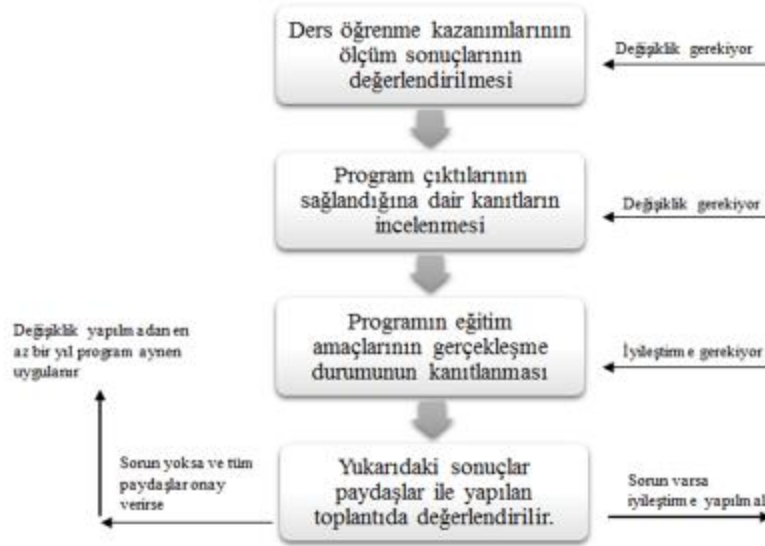 Ders öğrenme kazanımlarının
ölçüm sonuçlarının
değerlendirilmesi
Değişiklik gerekiyor
Program çıktılarının
sağlandığına dair kanıtların
incelenmesi
Değişiklik gerekiyor
Programın eğitim
amaçlarının gerçekleşme
durumunun kanıtlanması
İyileştirme gerekiyor
Değişiklik yapılmadan en
az bir yıl program aynen
uygulanır
Sorun yoksa ve tüm
paydaşlar onay
verirse
Yukarıdaki sonuçlar
paydaşlar ile yapılan
toplantıda değerlendirilir.
Sorun varsa
iyileştirme yapılmal